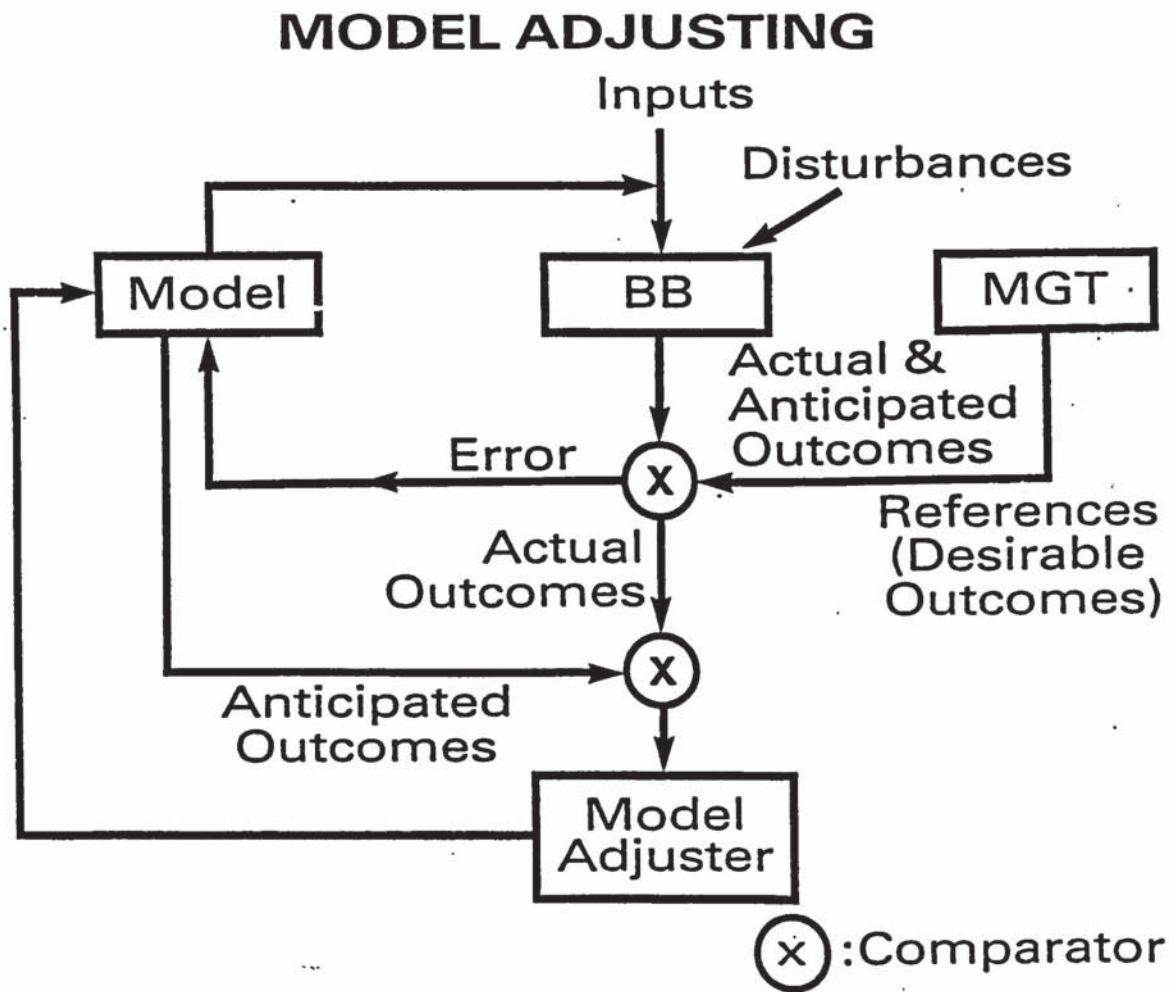 MODEL ADJUSTING
Inputs
Disturbances
Model
BB
MGT
Actual &
Anticipated
Outcomes
Error
X
References
(Desirable
Outcomes)
Actual
Outcomes
X
Anticipated
Outcomes
Model
Adjuster
X :Comparator